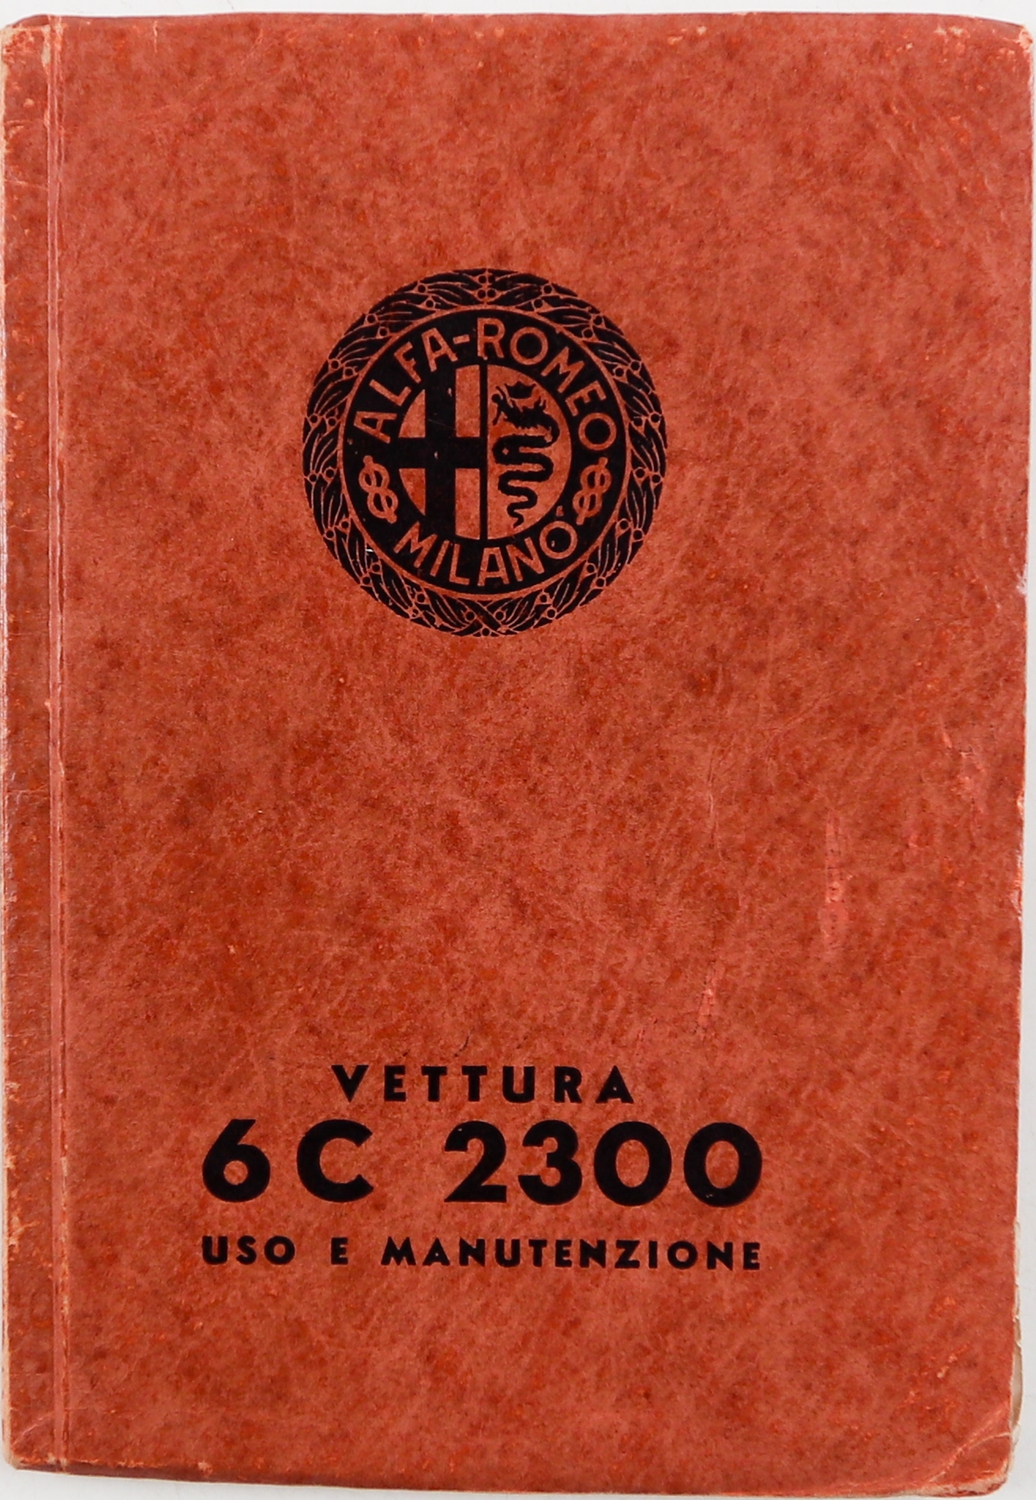 ALFA-ROMEO
MILANO
VETTURA
6C 2300
USO E MANUTENZIONE